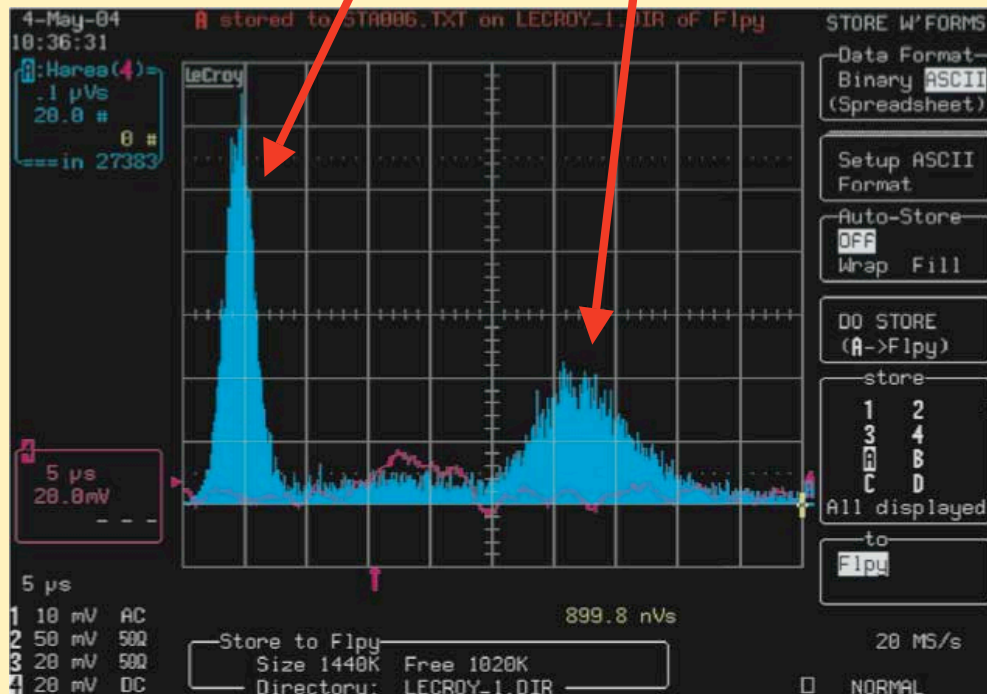 4-May-04
10:36:31
A stored to STA006.TXT on LECROY_1.DIR oF Flpy
A:Harea(4)=
.1 µVs
20.0 #
0 #
===in 27383
LeCroy
4
5 µs
20.0mV
- - -
5 µs
1 10 mV AC
2 50 mV 50Ω
3 20 mV 50Ω
4 20 mV DC
899.8 nVs
Store to Flpy
Size 1440K Free 1020K
Directory: LECROY_1.DIR
STORE W'FORMS
Data Format
Binary ASCII
(Spreadsheet)
Setup ASCII
Format
Auto-Store
OFF
Wrap Fill
DO STORE
(A->Flpy)
store
1 2
3 4
A B
C D
All displayed
to
Flpy
20 MS/s
NORMAL